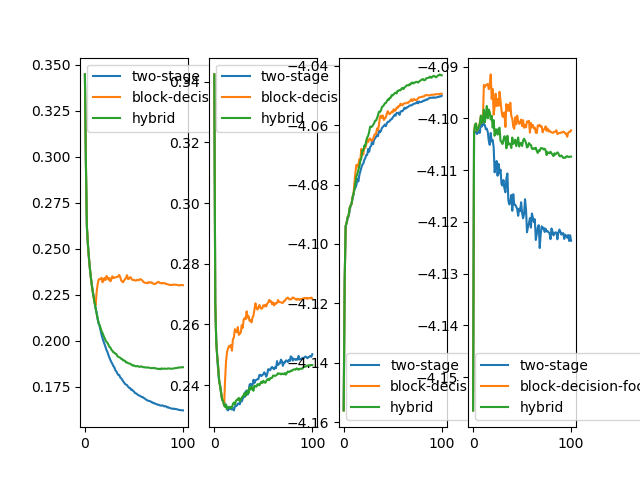 0.350
0.325
0.300
0.275
0.250
0.225
0.200
0.175
0 100
two-stage
block-decis
hybrid
0.34
0.32
0.30
0.28
0.26
0.24
0 100
two-stage
block-decis
hybrid
−4.04
−4.06
−4.08
−4.10
−4.12
−4.14
−4.16
0 100
two-stage
block-decis
hybrid
−4.09
−4.10
−4.11
−4.12
−4.13
−4.14
−4.15
0 100
two-stage
block-decision-foc
hybrid